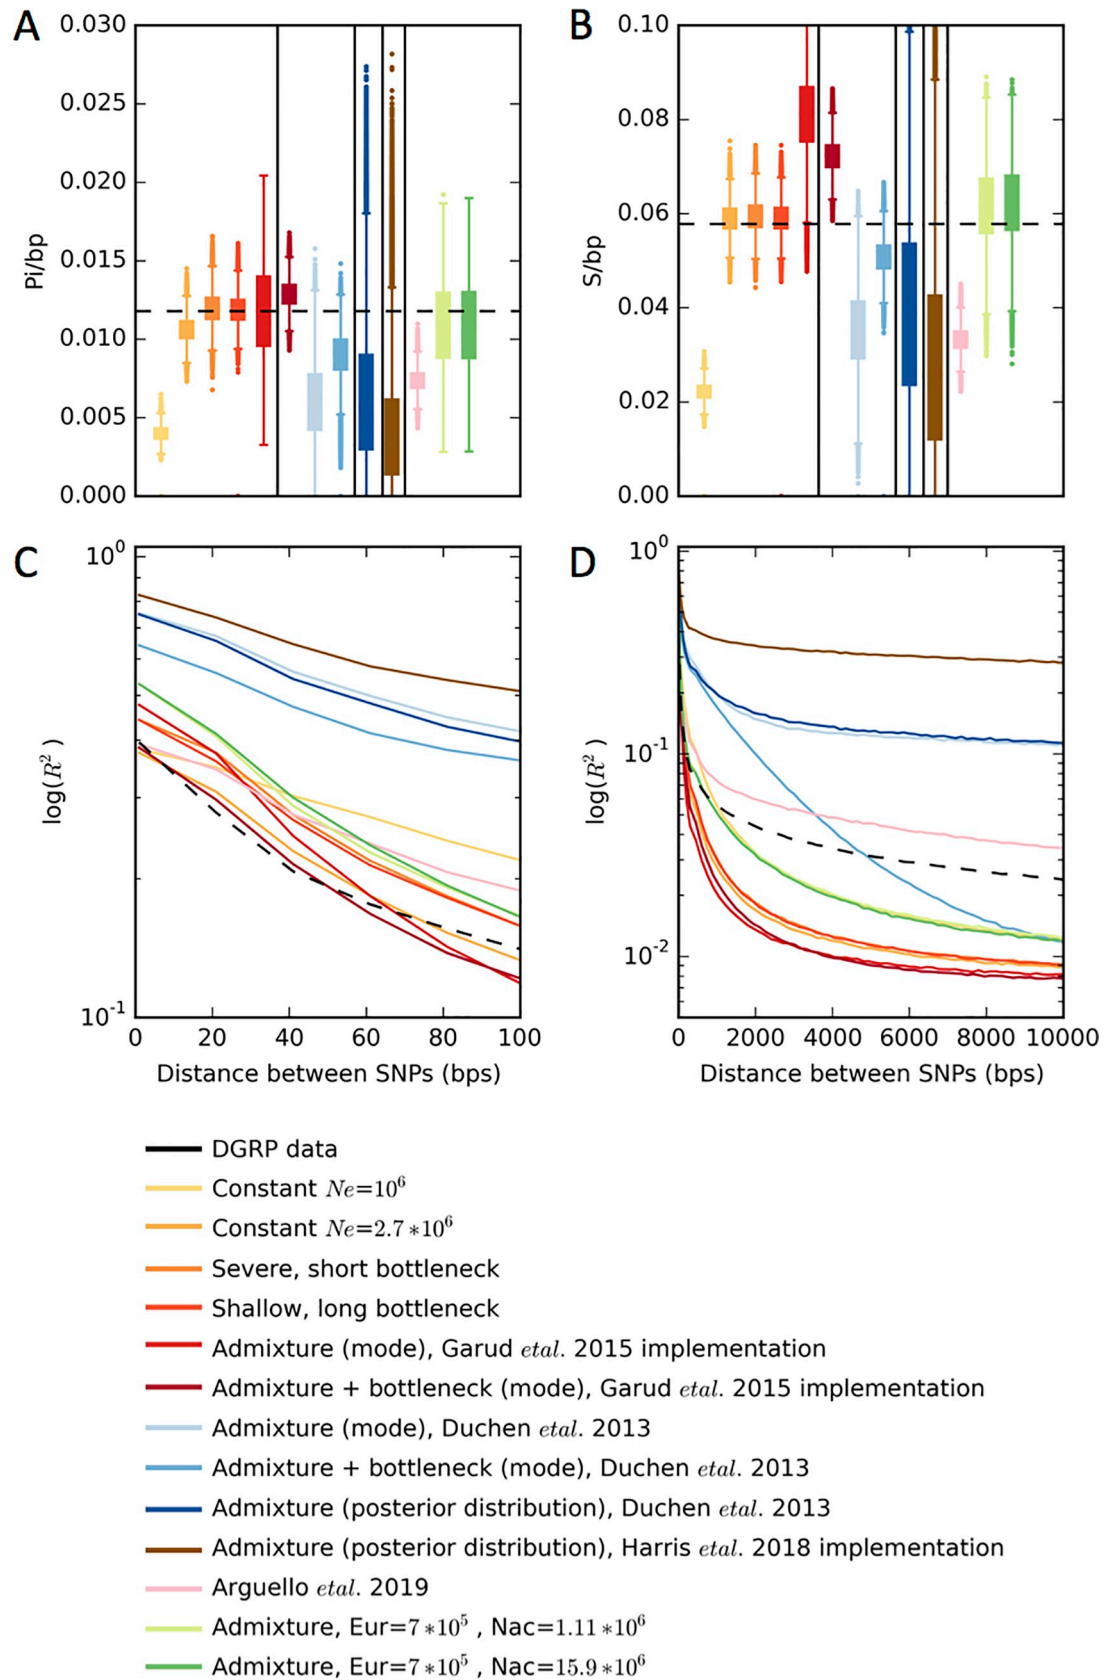 A
B
0.030
0.025
0.020
0.015
0.010
0.005
0.000
Pi/bp
0.10
0.08
0.06
0.04
0.02
0.00
S/bp
C
D
10^0
10^-1
log(R^2)
0
20
40
60
80
100
Distance between SNPs (bps)
10^0
10^-1
10^-2
log(R^2)
0
2000
4000
6000
8000
10000
Distance between SNPs (bps)
DGRP data
Constant Ne=10^6
Constant Ne=2.7*10^6
Severe, short bottleneck
Shallow, long bottleneck
Admixture (mode), Garud etal. 2015 implementation
Admixture + bottleneck (mode), Garud etal. 2015 implementation
Admixture (mode), Duchen etal. 2013
Admixture + bottleneck (mode), Duchen etal. 2013
Admixture (posterior distribution), Duchen etal. 2013
Admixture (posterior distribution), Harris etal. 2018 implementation
Arguello etal. 2019
Admixture, Eur=7*10^5 , Nac=1.11*10^6
Admixture, Eur=7*10^5 , Nac=15.9*10^6